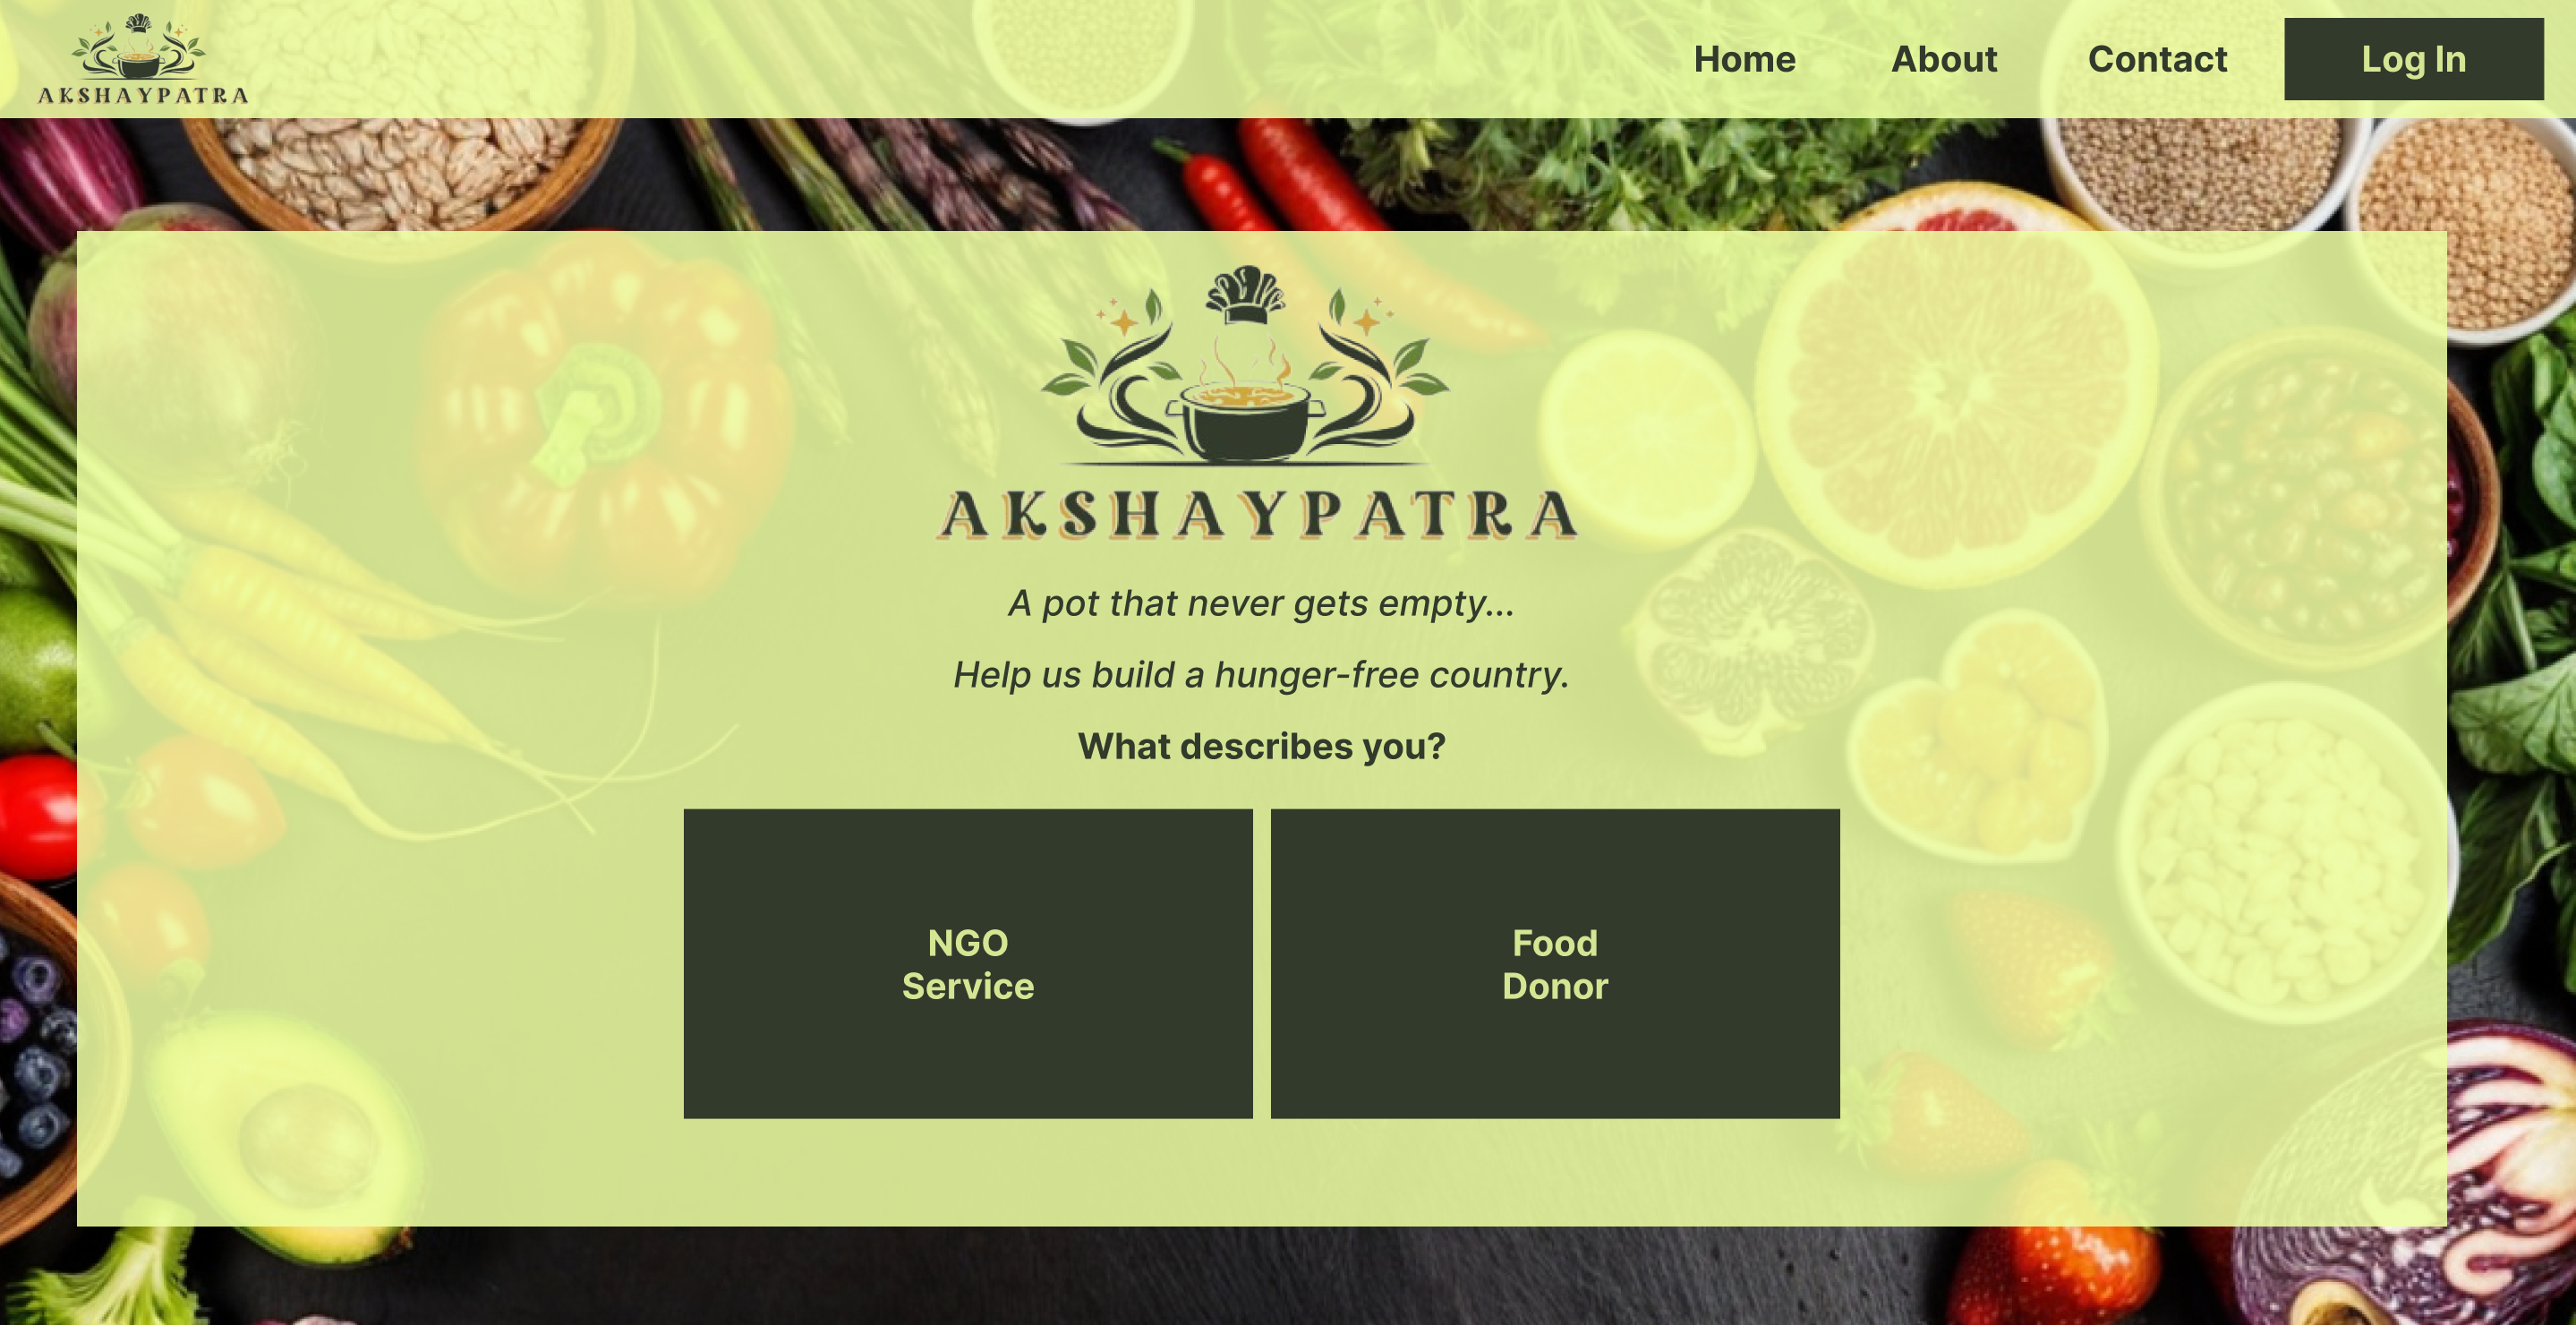 AKSHAYPATRA
Home About Contact Log In
AKSHAYPATRA
A pot that never gets empty...
Help us build a hunger-free country.
What describes you?
NGO
Service
Food
Donor